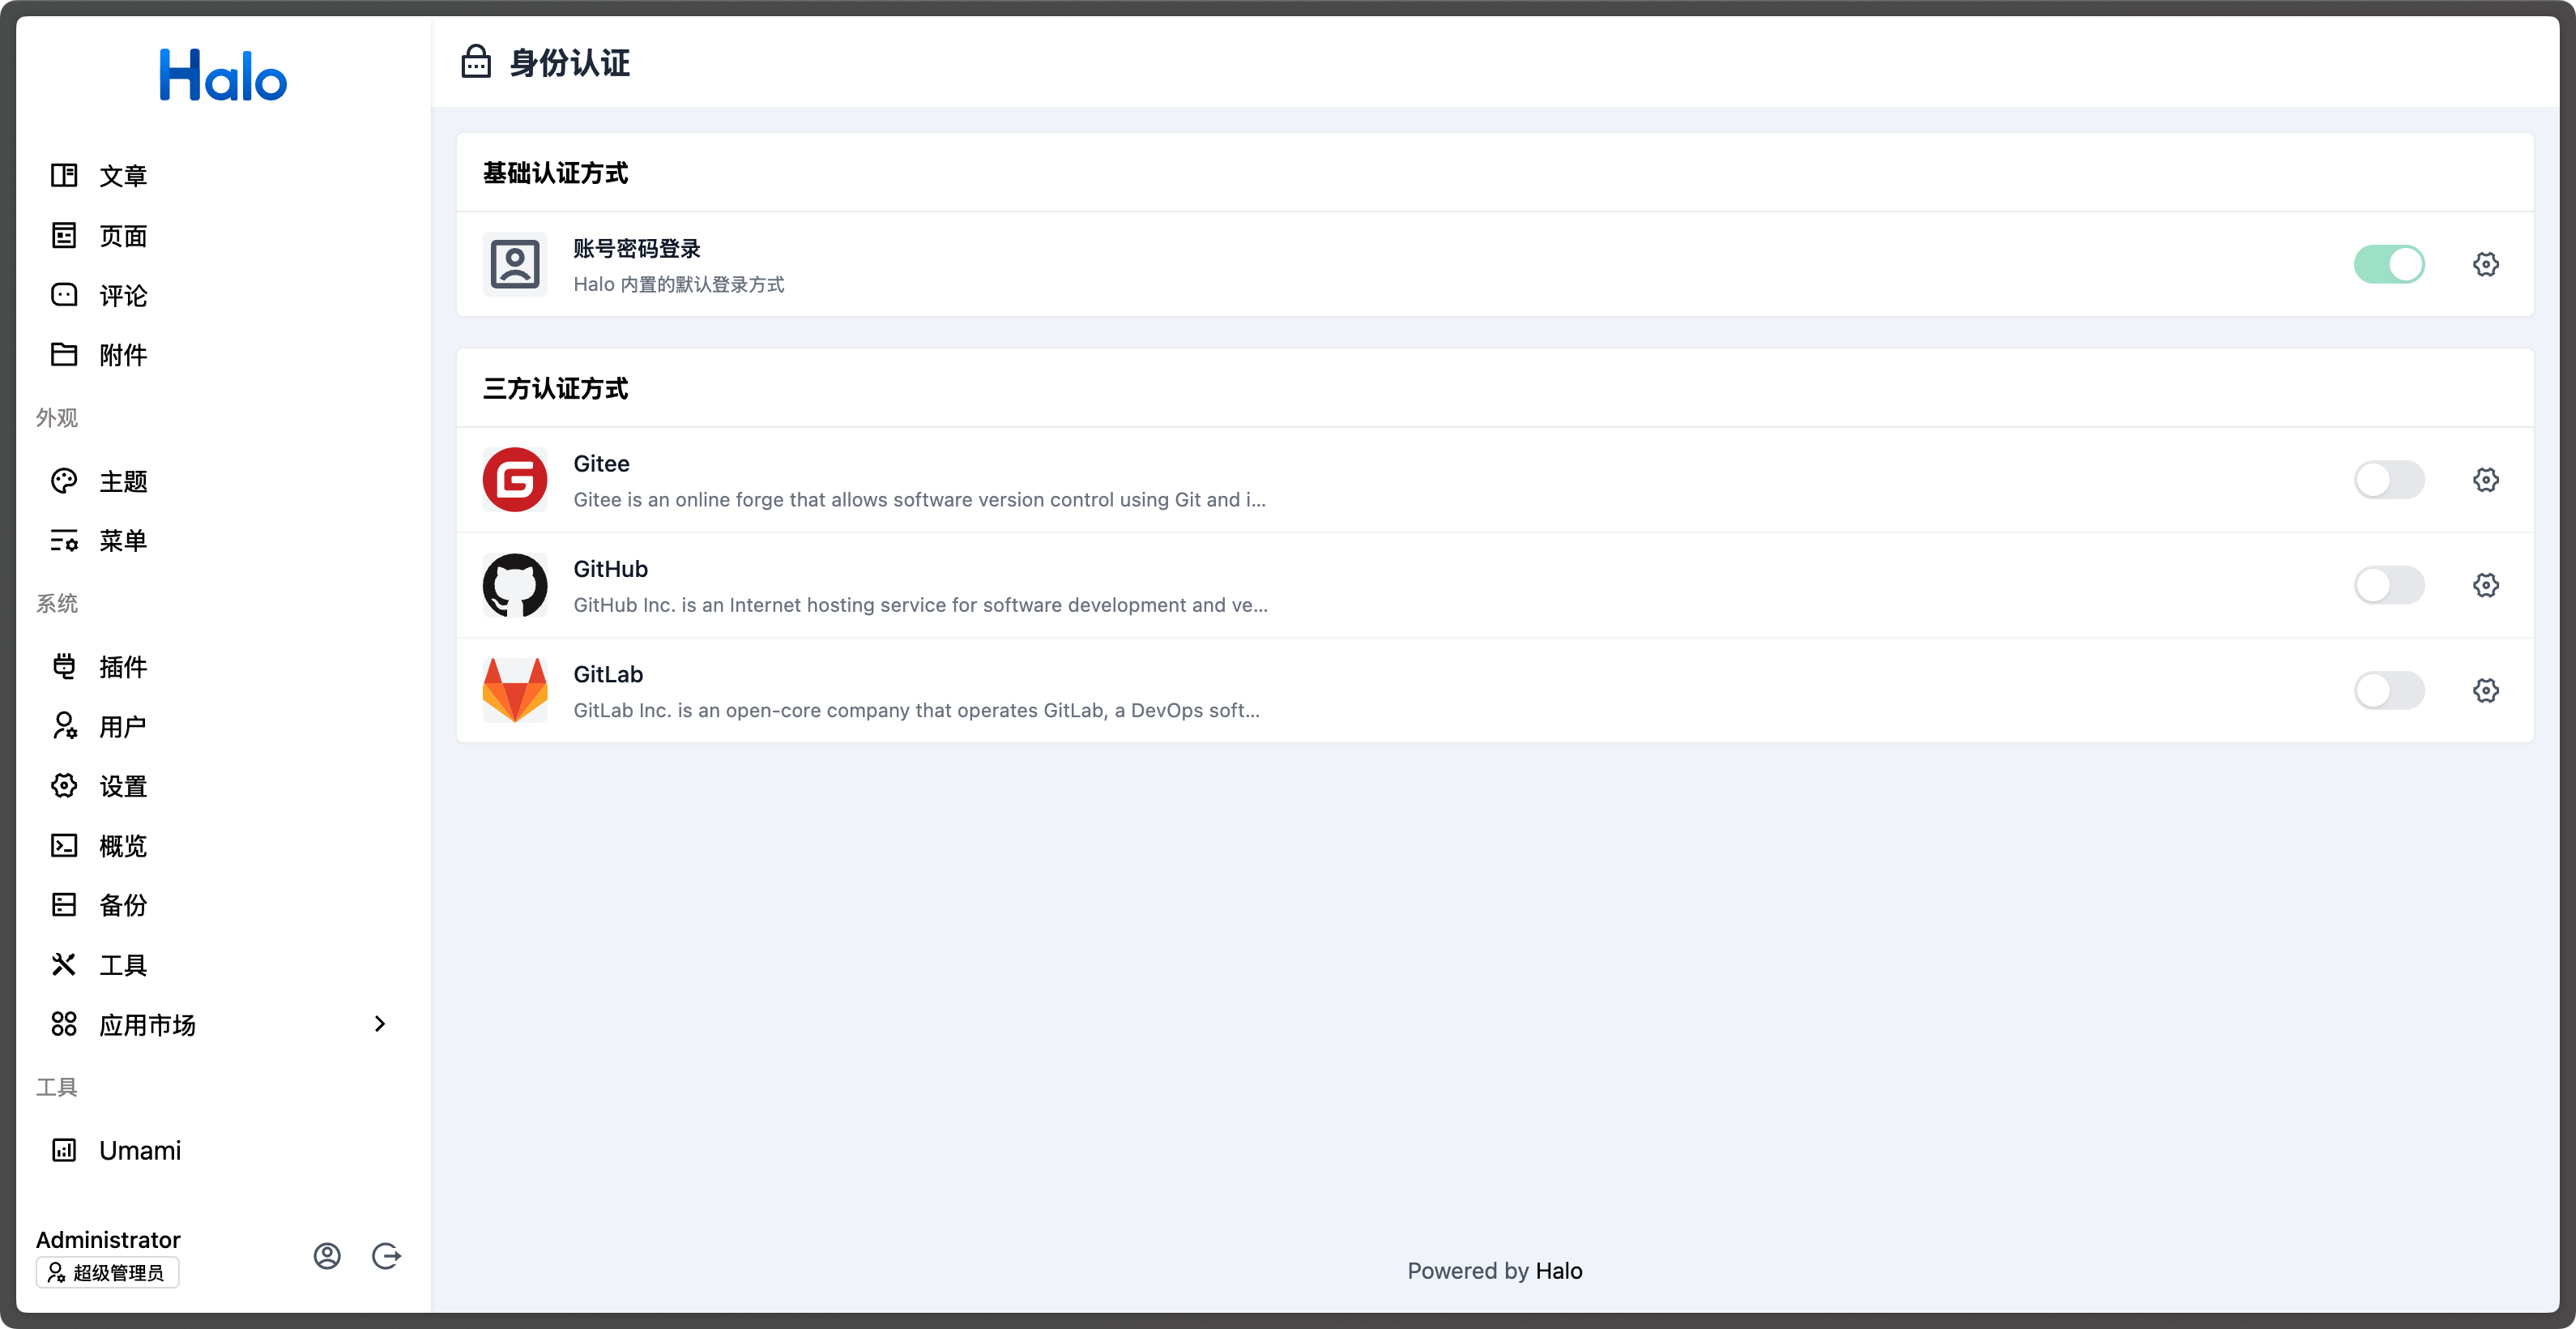 Halo
文章
页面
评论
附件
外观
主题
菜单
系统
插件
用户
设置
概览
备份
工具
应用市场
工具
Umami
Administrator
超级管理员
身份认证
基础认证方式
账号密码登录
Halo 内置的默认登录方式
三方认证方式
Gitee
Gitee is an online forge that allows software version control using Git and i...
GitHub
GitHub Inc. is an Internet hosting service for software development and ve...
GitLab
GitLab Inc. is an open-core company that operates GitLab, a DevOps soft...
Powered by Halo